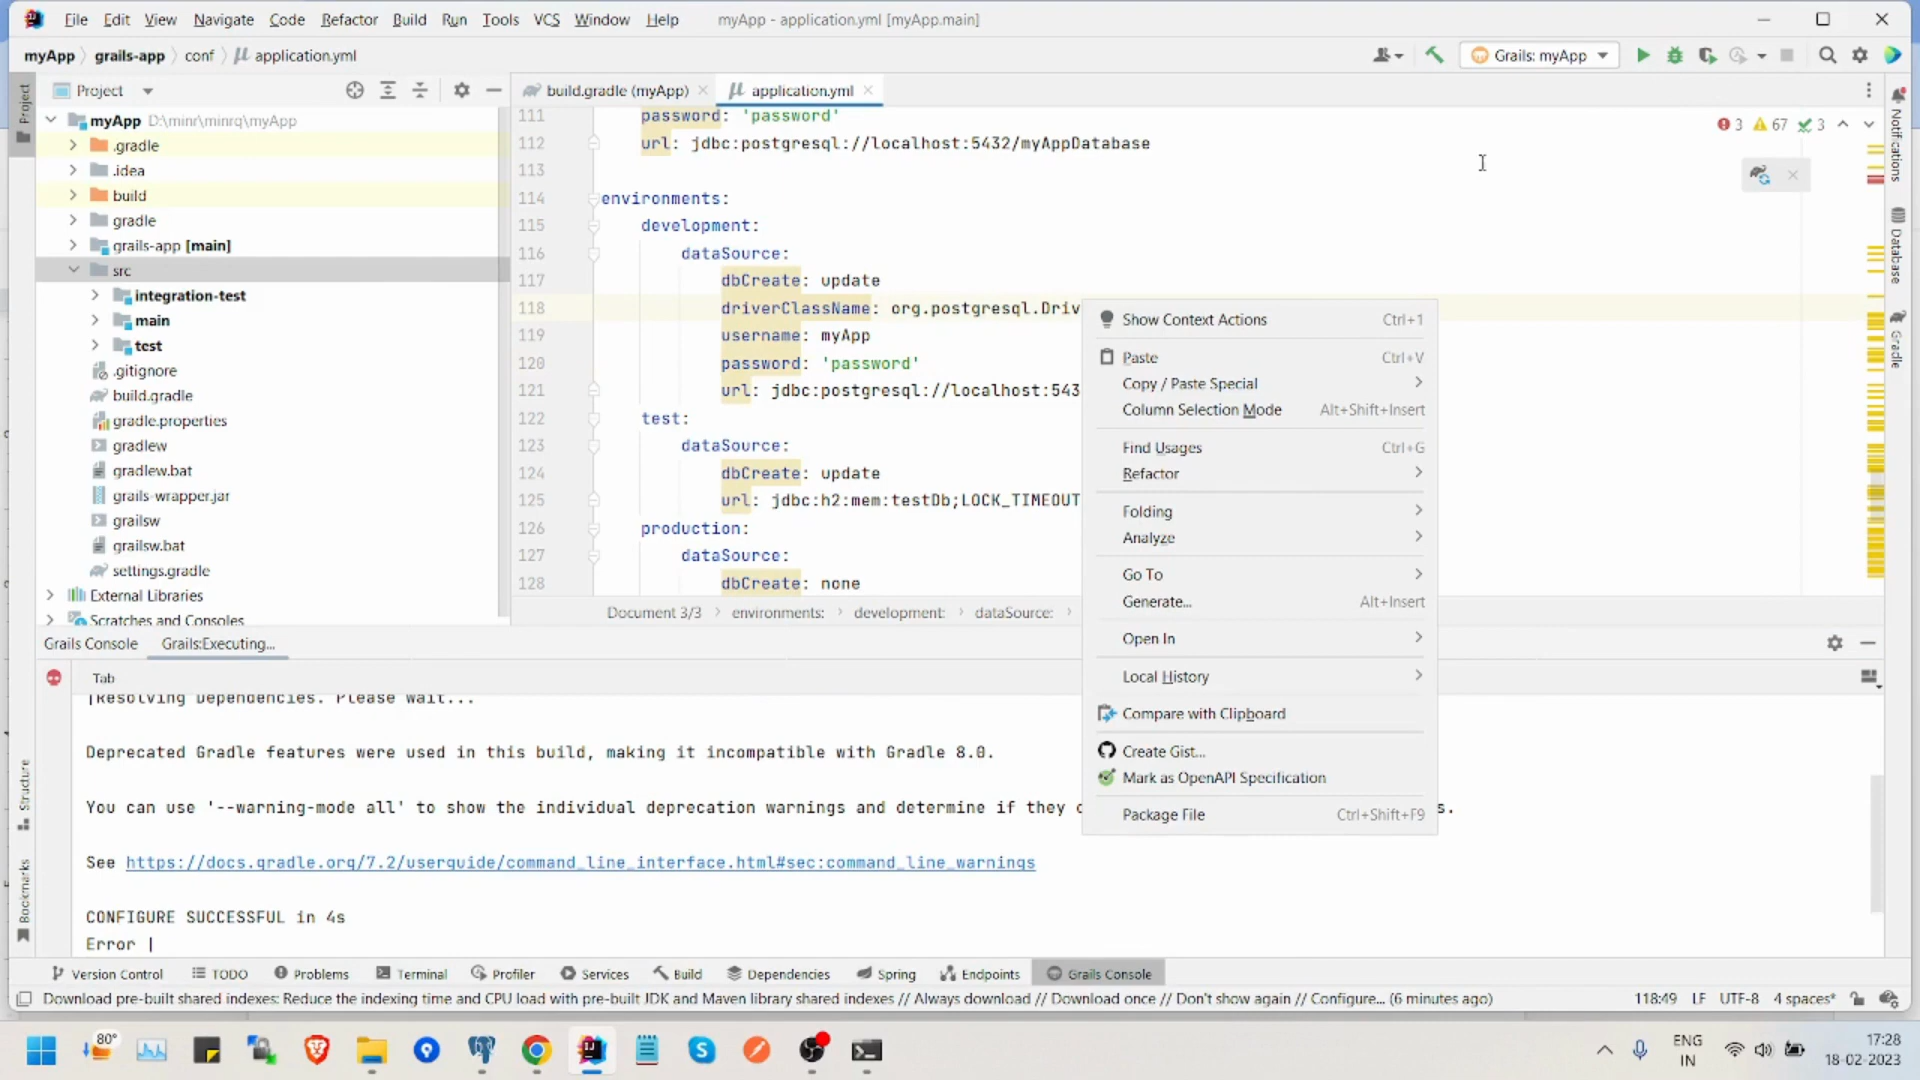 File Edit View Navigate Code Refactor Build Run Tools VCS Window Help myApp - application.yml [myApp.main]
myApp grails-app conf application.yml
Grails: myApp
Project
build.gradle (myApp)
application.yml
myApp D:\minr\minrq\myApp
.gradle
.idea
build
gradle
grails-app [main]
src
integration-test
main
test
.gitignore
build.gradle
gradle.properties
gradlew
gradlew.bat
grails-wrapper.jar
grailsw
grailsw.bat
settings.gradle
External Libraries
Scratches and Consoles
Project
Structure
Bookmarks
111 password: 'password'
112 url: jdbc:postgresql://localhost:5432/myAppDatabase
113
114 environments:
115 development:
116 dataSource:
117 dbCreate: update
118 driverClassName: org.postgresql.Driv
119 username: myApp
120 password: 'password'
121 url: jdbc:postgresql://localhost:543
122 test:
123 dataSource:
124 dbCreate: update
125 url: jdbc:h2:mem:testDb;LOCK_TIMEOUT
126 production:
127 dataSource:
128 dbCreate: none
3 67 3
Document 3/3 environments: development: dataSource:
Notifications
Database
Gradle
Show Context Actions Ctrl+1
Paste Ctrl+V
Copy / Paste Special
Column Selection Mode Alt+Shift+Insert
Find Usages Ctrl+G
Refactor
Folding
Analyze
Go To
Generate... Alt+Insert
Open In
Local History
Compare with Clipboard
Create Gist...
Mark as OpenAPI Specification
Package File Ctrl+Shift+F9
Grails Console Grails:Executing...
Tab
|Resolving Dependencies. Please wait...
Deprecated Gradle features were used in this build, making it incompatible with Gradle 8.0.
You can use '--warning-mode all' to show the individual deprecation warnings and determine if they c
s.
See https://docs.gradle.org/7.2/userguide/command_line_interface.html#sec:command_line_warnings
CONFIGURE SUCCESSFUL in 4s
Error |
Version Control TODO Problems Terminal Profiler Services Build Dependencies Spring Endpoints Grails Console
Download pre-built shared indexes: Reduce the indexing time and CPU load with pre-built JDK and Maven library shared indexes // Always download // Download once // Don't show again // Configure... (6 minutes ago) 118:49 LF UTF-8 4 spaces*
80°
ENG
IN
17:28
18-02-2023